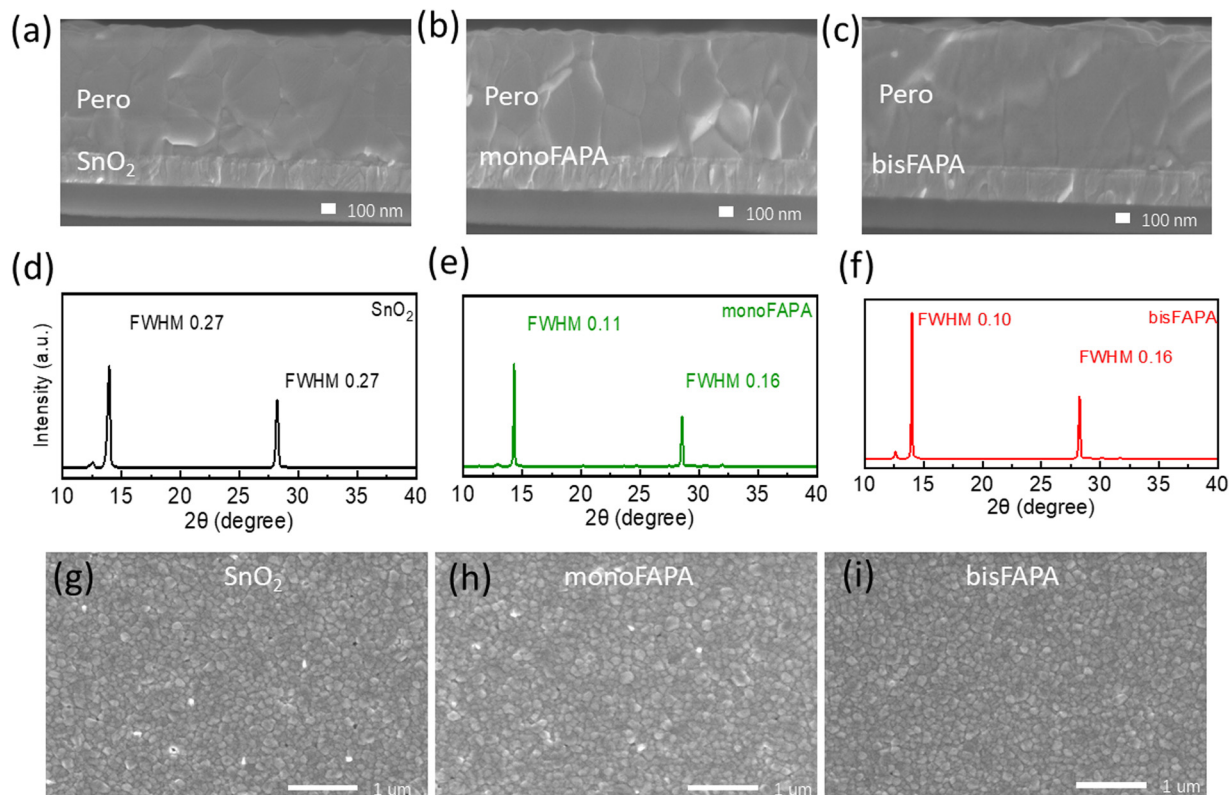 (a)
Pero
SnO₂
100 nm
(b)
Pero
monoFAPA
100 nm
(c)
Pero
bisFAPA
100 nm
(d)
Intensity (a.u.)
SnO₂
FWHM 0.27
FWHM 0.27
10 15 20 25 30 35 40
2θ (degree)
(e)
monoFAPA
FWHM 0.11
FWHM 0.16
10 15 20 25 30 35 40
2θ (degree)
(f)
bisFAPA
FWHM 0.10
FWHM 0.16
10 15 20 25 30 35 40
2θ (degree)
(g)
SnO₂
1 um
(h)
monoFAPA
1 um
(i)
bisFAPA
1 um